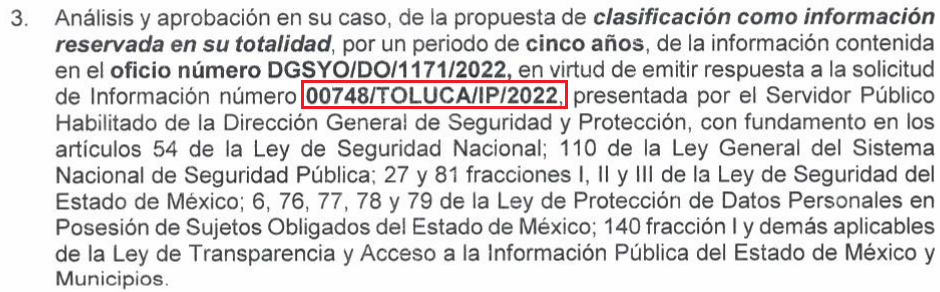 3. Análisis y aprobación en su caso, de la propuesta de clasificación como información
reservada en su totalidad, por un periodo de cinco años, de la información contenida
en el oficio número DGSYO/DO/1171/2022, en virtud de emitir respuesta a la solicitud
de Información número 00748/TOLUCA/IP/2022, presentada por el Servidor Público
Habilitado de la Dirección General de Seguridad y Protección, con fundamento en los
artículos 54 de la Ley de Seguridad Nacional; 110 de la Ley General del Sistema
Nacional de Seguridad Pública; 27 y 81 fracciones I, II y III de la Ley de Seguridad del
Estado de México; 6, 76, 77, 78 y 79 de la Ley de Protección de Datos Personales en
Posesión de Sujetos Obligados del Estado de México; 140 fracción I y demás aplicables
de la Ley de Transparencia y Acceso a la Información Pública del Estado de México y
Municipios.